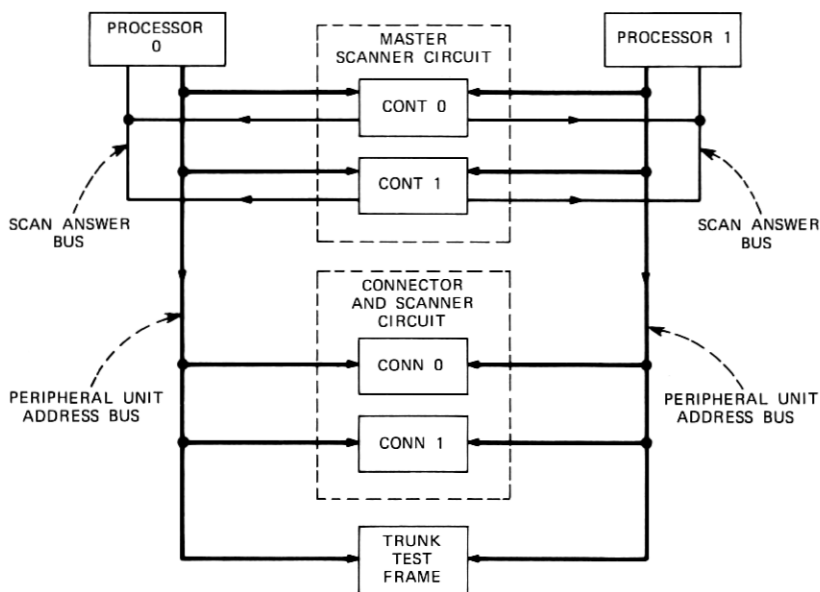 PROCESSOR
0
MASTER
SCANNER CIRCUIT
PROCESSOR 1
CONT 0
CONT 1
SCAN ANSWER
BUS
SCAN ANSWER
BUS
CONNECTOR
AND SCANNER
CIRCUIT
CONN 0
PERIPHERAL UNIT
ADDRESS BUS
PERIPHERAL UNIT
ADDRESS BUS
CONN 1
TRUNK
TEST
FRAME